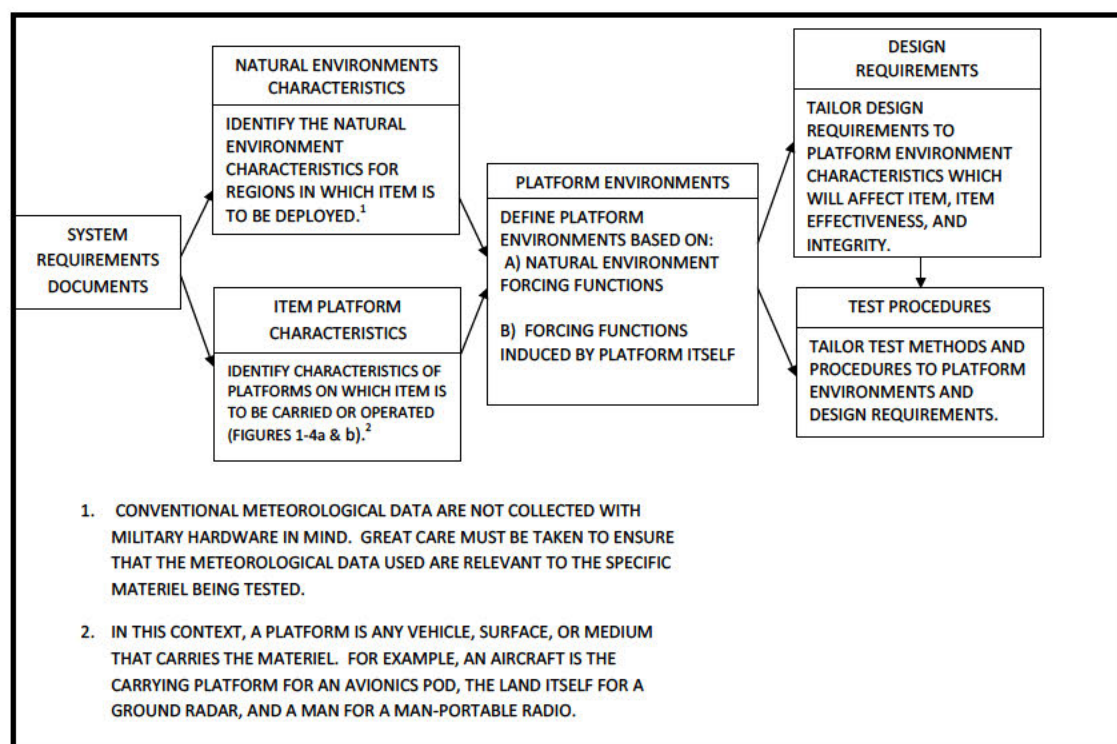 SYSTEM
REQUIREMENTS
DOCUMENTS
NATURAL ENVIRONMENTS
CHARACTERISTICS
IDENTIFY THE NATURAL
ENVIRONMENT
CHARACTERISTICS FOR
REGIONS IN WHICH ITEM IS
TO BE DEPLOYED.1
ITEM PLATFORM
CHARACTERISTICS
IDENTIFY CHARACTERISTICS OF
PLATFORMS ON WHICH ITEM IS
TO BE CARRIED OR OPERATED
(FIGURES 1-4a & b).2
PLATFORM ENVIRONMENTS
DEFINE PLATFORM
ENVIRONMENTS BASED ON:
A) NATURAL ENVIRONMENT
FORCING FUNCTIONS
B) FORCING FUNCTIONS
INDUCED BY PLATFORM ITSELF
DESIGN
REQUIREMENTS
TAILOR DESIGN
REQUIREMENTS TO
PLATFORM ENVIRONMENT
CHARACTERISTICS WHICH
WILL AFFECT ITEM, ITEM
EFFECTIVENESS, AND
INTEGRITY.
TEST PROCEDURES
TAILOR TEST METHODS AND
PROCEDURES TO PLATFORM
ENVIRONMENTS AND
DESIGN REQUIREMENTS.
1. CONVENTIONAL METEOROLOGICAL DATA ARE NOT COLLECTED WITH
MILITARY HARDWARE IN MIND. GREAT CARE MUST BE TAKEN TO ENSURE
THAT THE METEOROLOGICAL DATA USED ARE RELEVANT TO THE SPECIFIC
MATERIEL BEING TESTED.
2. IN THIS CONTEXT, A PLATFORM IS ANY VEHICLE, SURFACE, OR MEDIUM
THAT CARRIES THE MATERIEL. FOR EXAMPLE, AN AIRCRAFT IS THE
CARRYING PLATFORM FOR AN AVIONICS POD, THE LAND ITSELF FOR A
GROUND RADAR, AND A MAN FOR A MAN-PORTABLE RADIO.